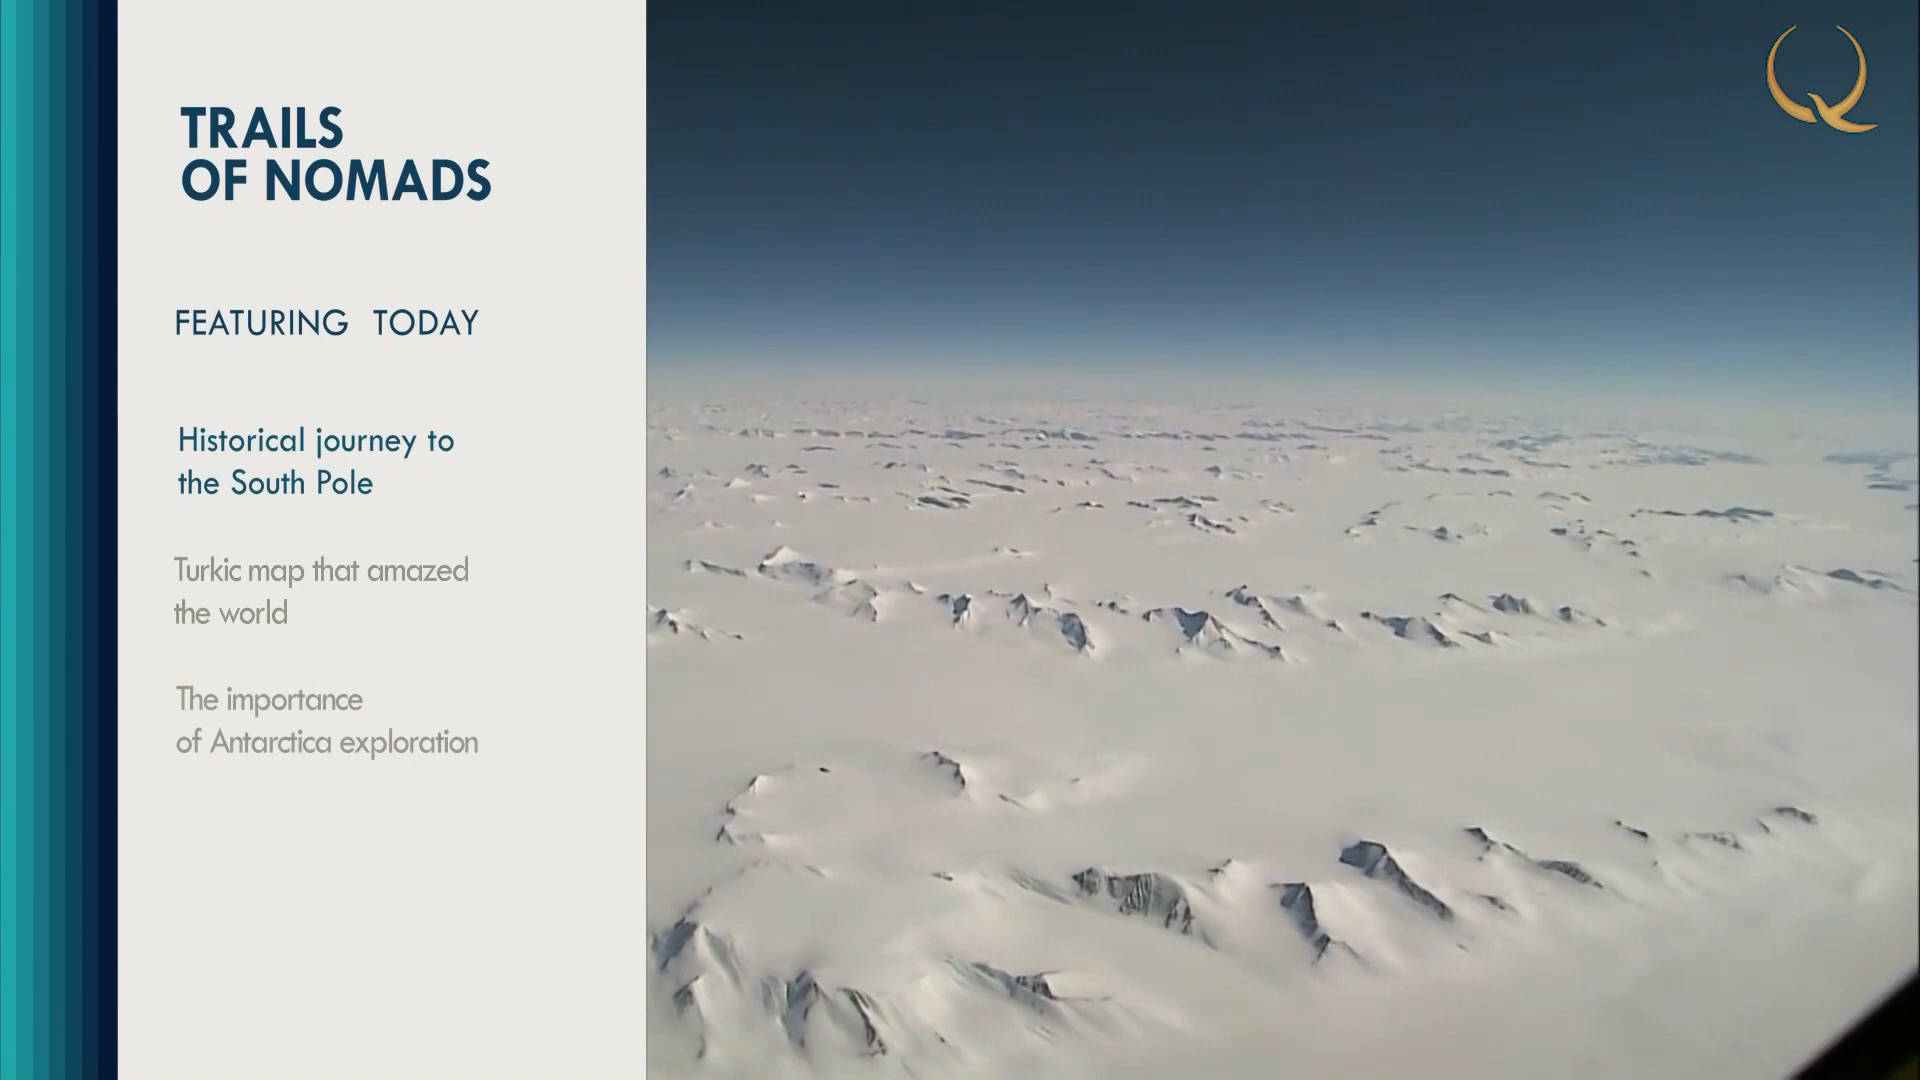 TRAILS
OF NOMADS
FEATURING TODAY
Historical journey to
the South Pole
Turkic map that amazed
the world
The importance
of Antarctica exploration